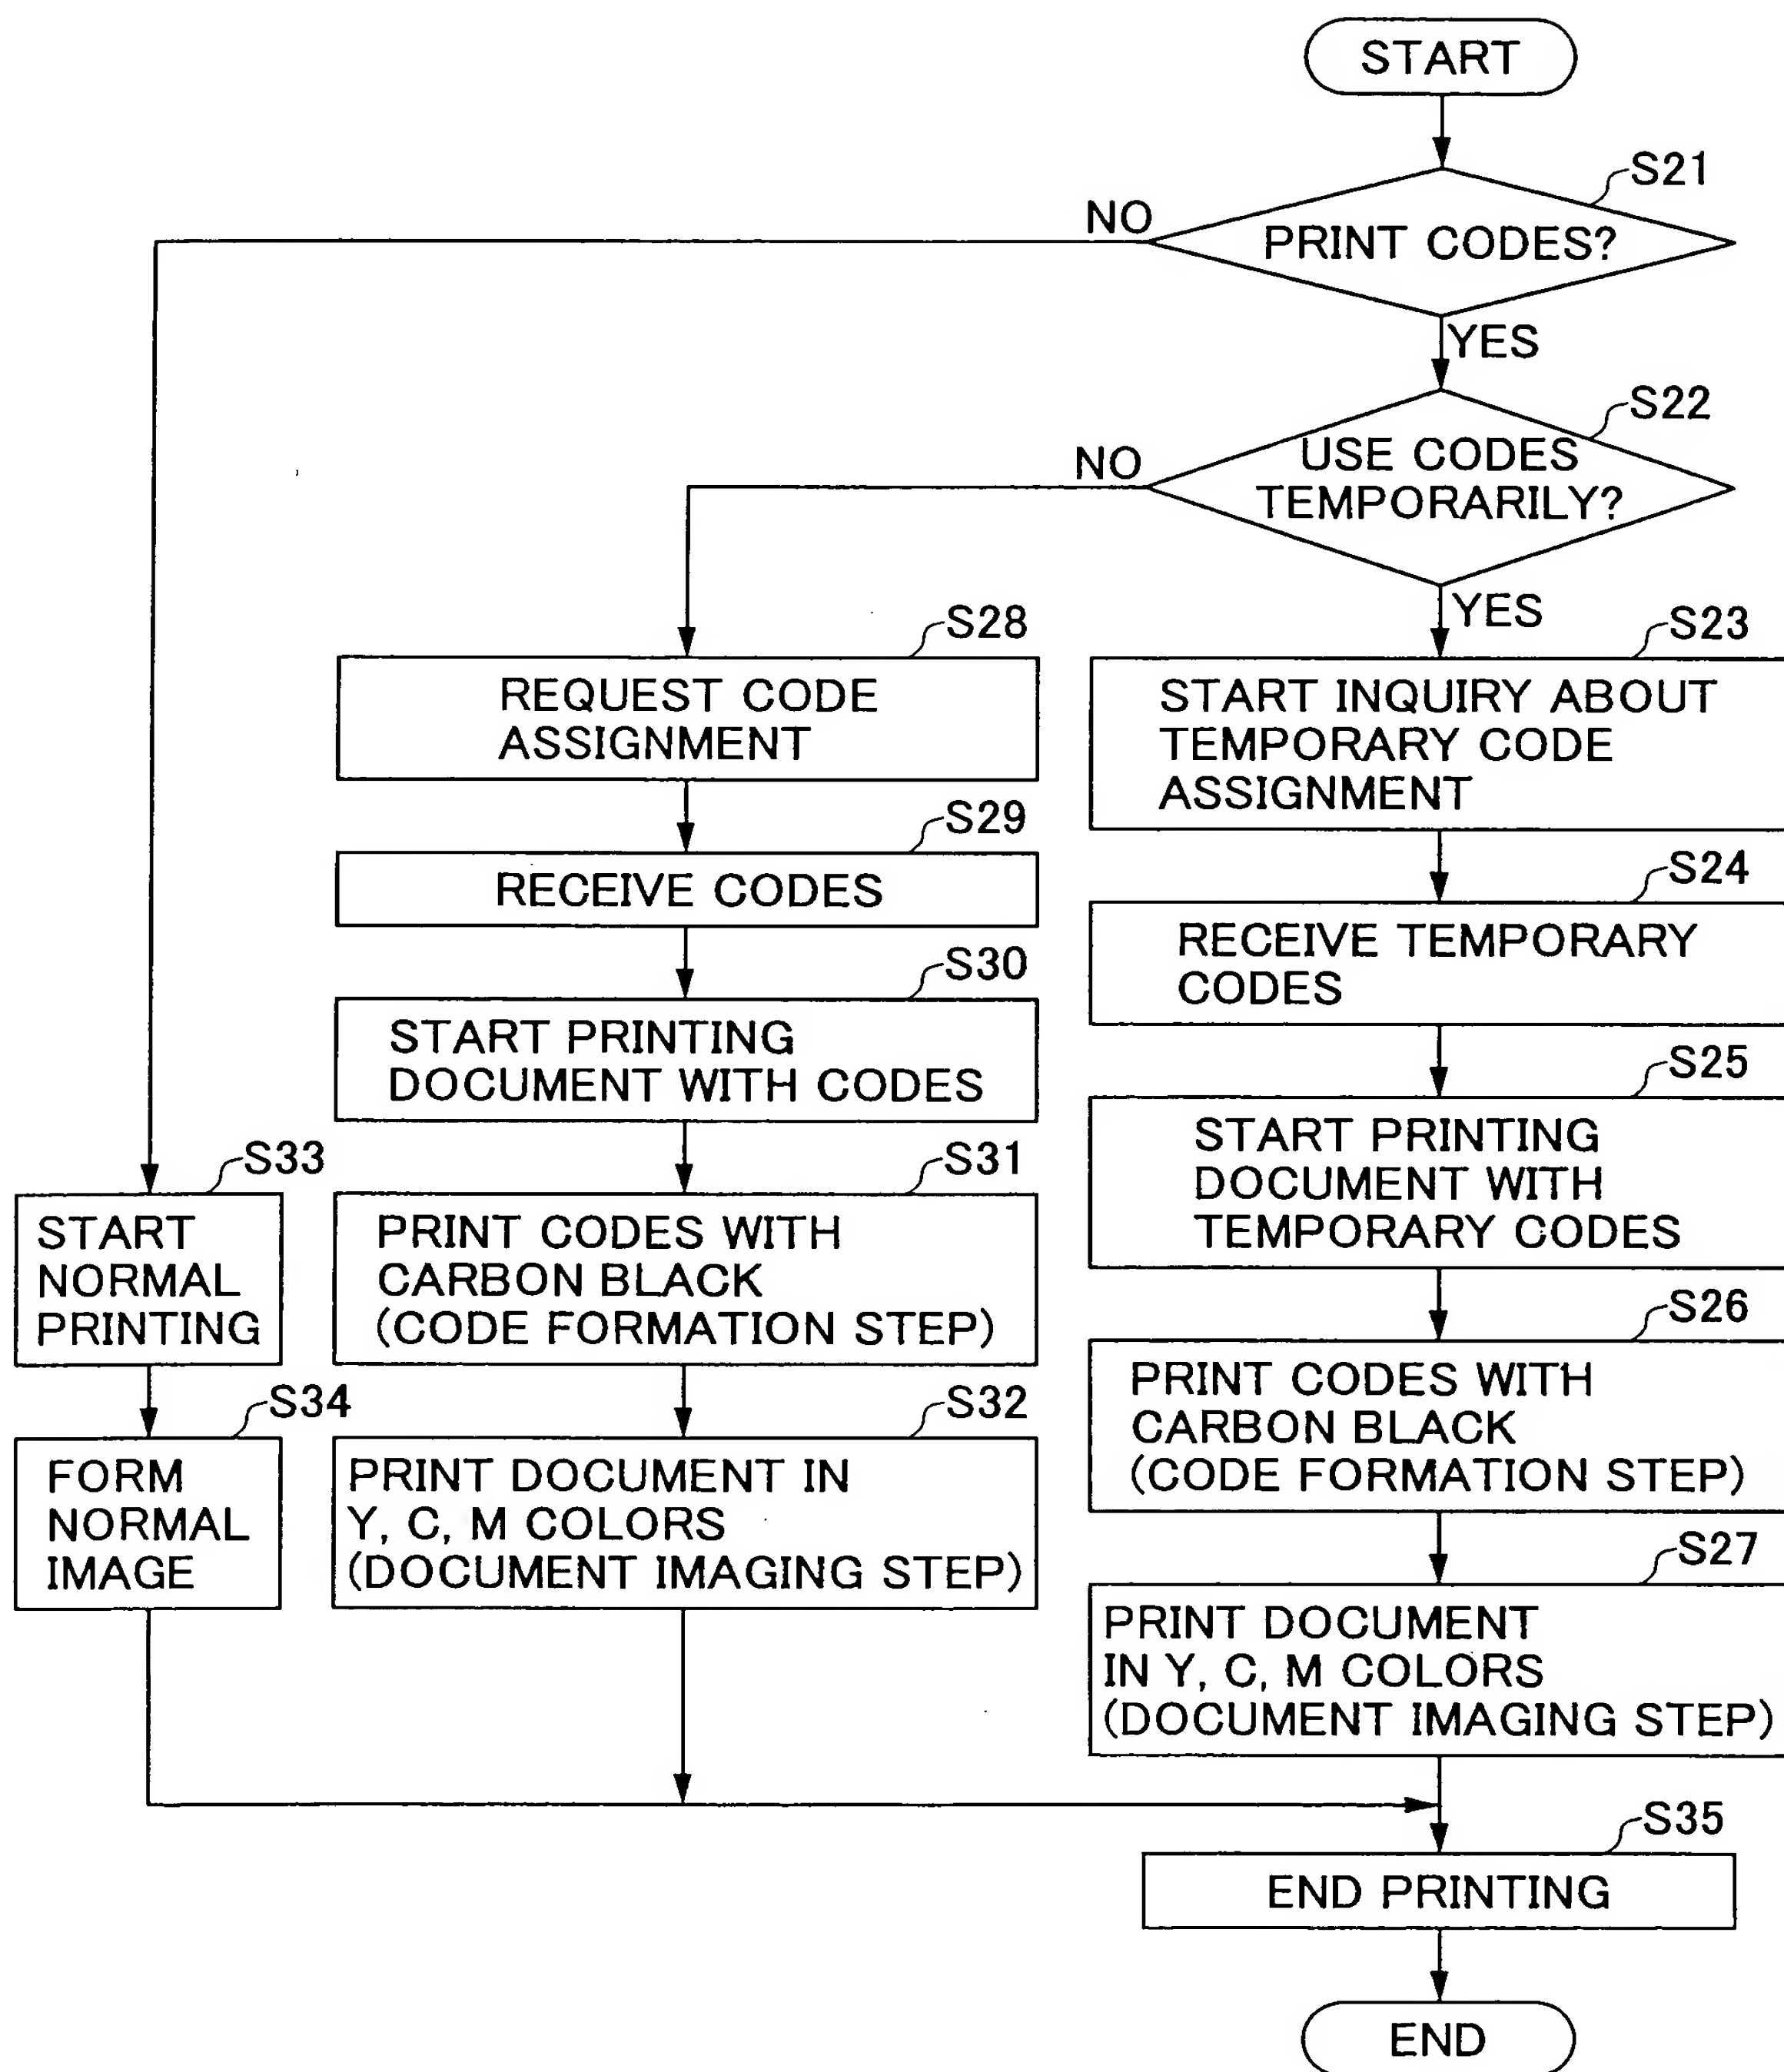 START
S21
NO
PRINT CODES?
YES
S22
NO
USE CODES
TEMPORARILY?
YES
S28
REQUEST CODE
ASSIGNMENT
S29
RECEIVE CODES
S30
START PRINTING
DOCUMENT WITH CODES
S31
PRINT CODES WITH
CARBON BLACK
(CODE FORMATION STEP)
S32
PRINT DOCUMENT IN
Y, C, M COLORS
(DOCUMENT IMAGING STEP)
S23
START INQUIRY ABOUT
TEMPORARY CODE
ASSIGNMENT
S24
RECEIVE TEMPORARY
CODES
S25
START PRINTING
DOCUMENT WITH
TEMPORARY CODES
S26
PRINT CODES WITH
CARBON BLACK
(CODE FORMATION STEP)
S27
PRINT DOCUMENT
IN Y, C, M COLORS
(DOCUMENT IMAGING STEP)
S33
START
NORMAL
PRINTING
S34
FORM
NORMAL
IMAGE
S35
END PRINTING
END